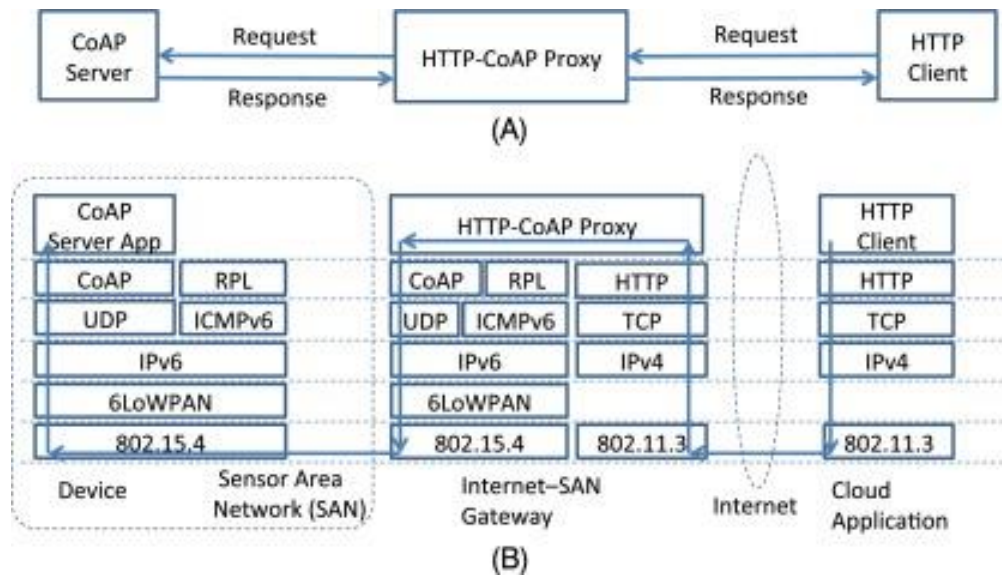 CoAP
Server
Request
Response
HTTP-CoAP Proxy
Request
Response
HTTP
Client
(A)
CoAP
Server App
HTTP-CoAP Proxy
HTTP
Client
CoAP RPL CoAP RPL HTTP HTTP
UDP ICMPv6 UDP ICMPv6 TCP TCP
IPv6 IPv6 IPv4 IPv4
6LoWPAN 6LoWPAN
802.15.4 802.15.4 802.11.3 802.11.3
Device
Sensor Area
Network (SAN)
Internet–SAN
Gateway
Internet
Cloud
Application
(B)